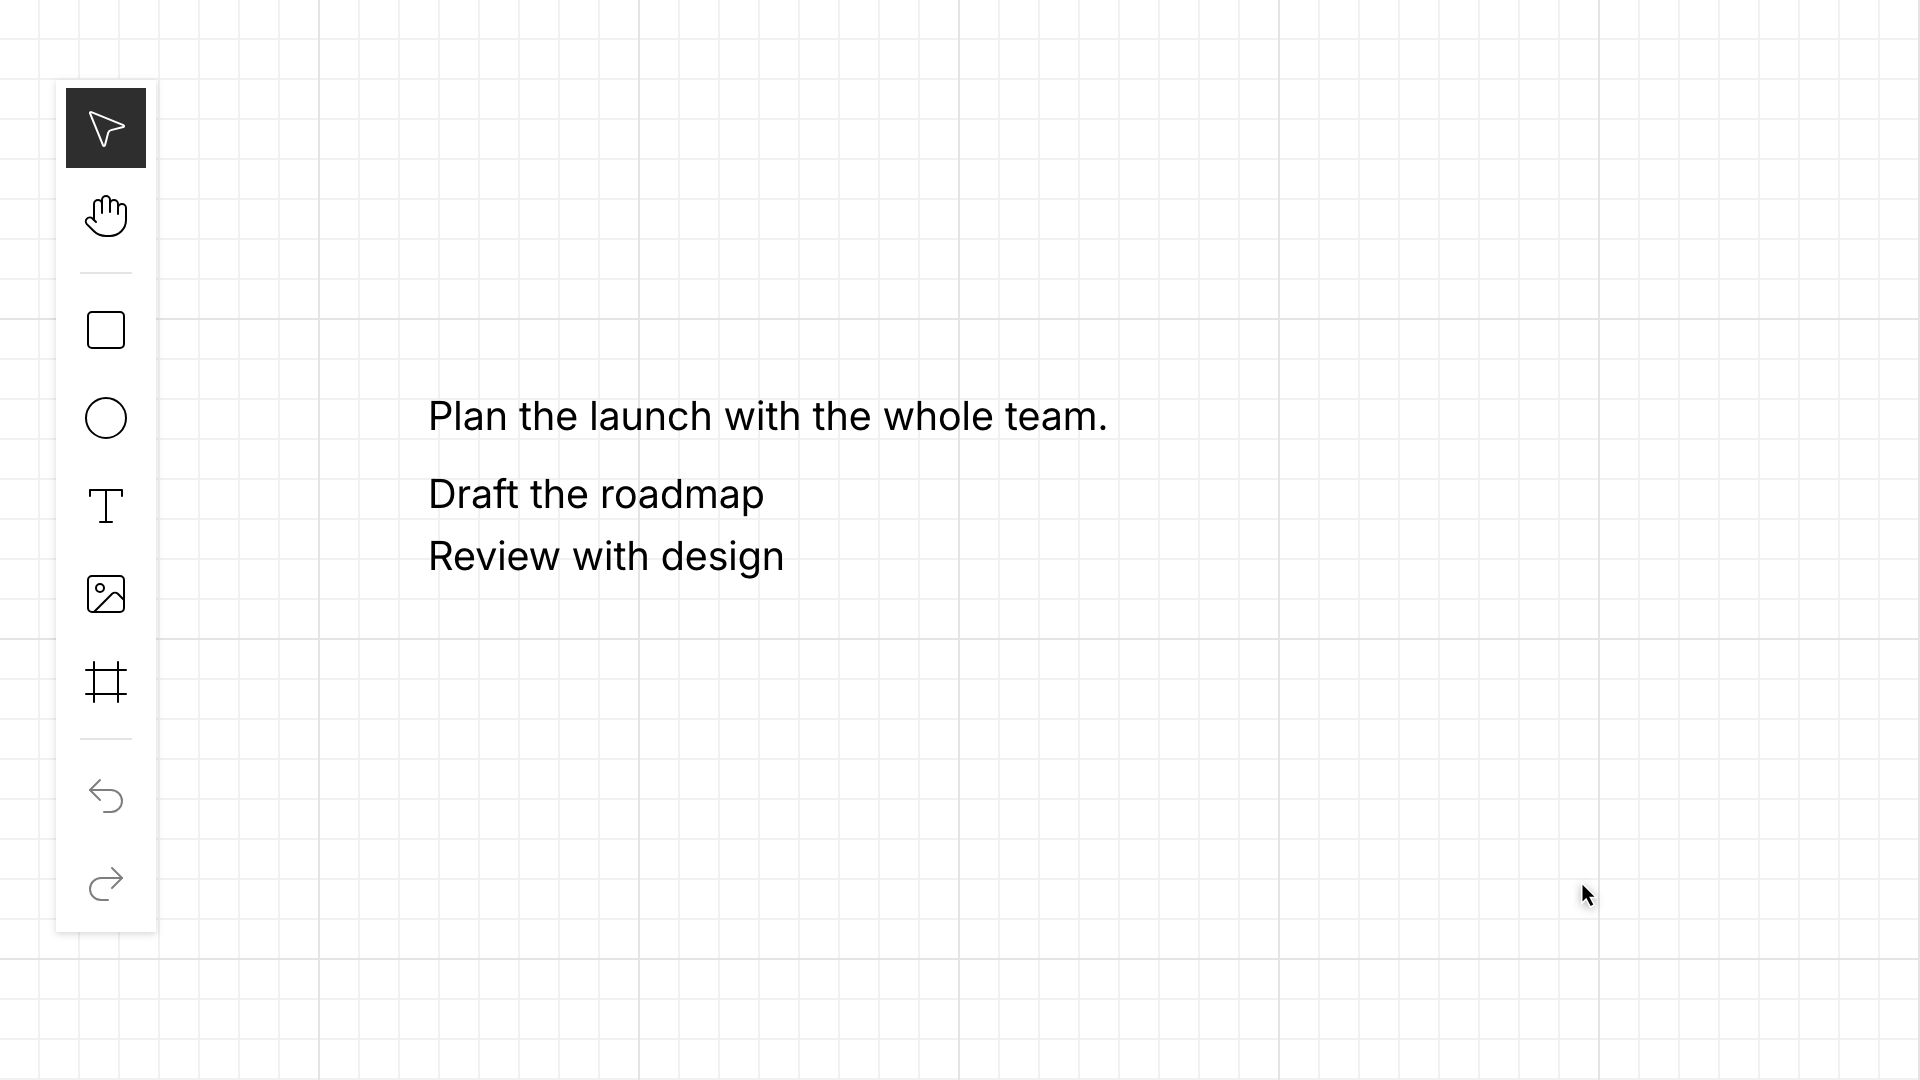 Plan the launch with the whole team.
Draft the roadmap
Review with design